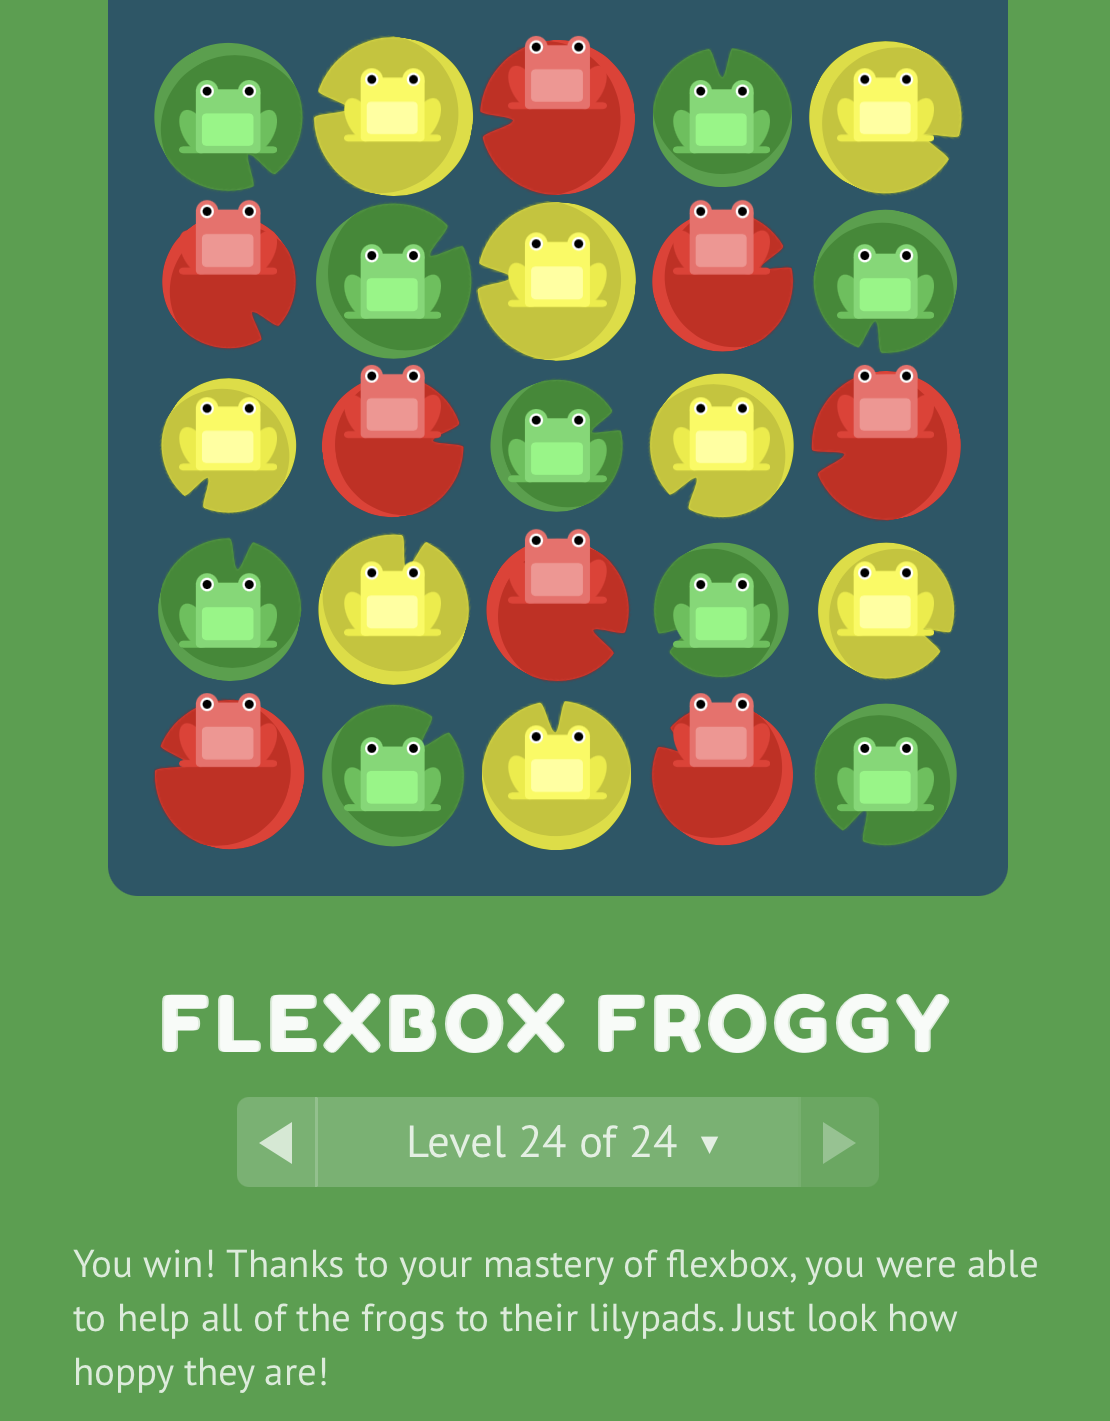 FLEXBOX FROGGY
Level 24 of 24
You win! Thanks to your mastery of flexbox, you were able
to help all of the frogs to their lilypads. Just look how
hoppy they are!